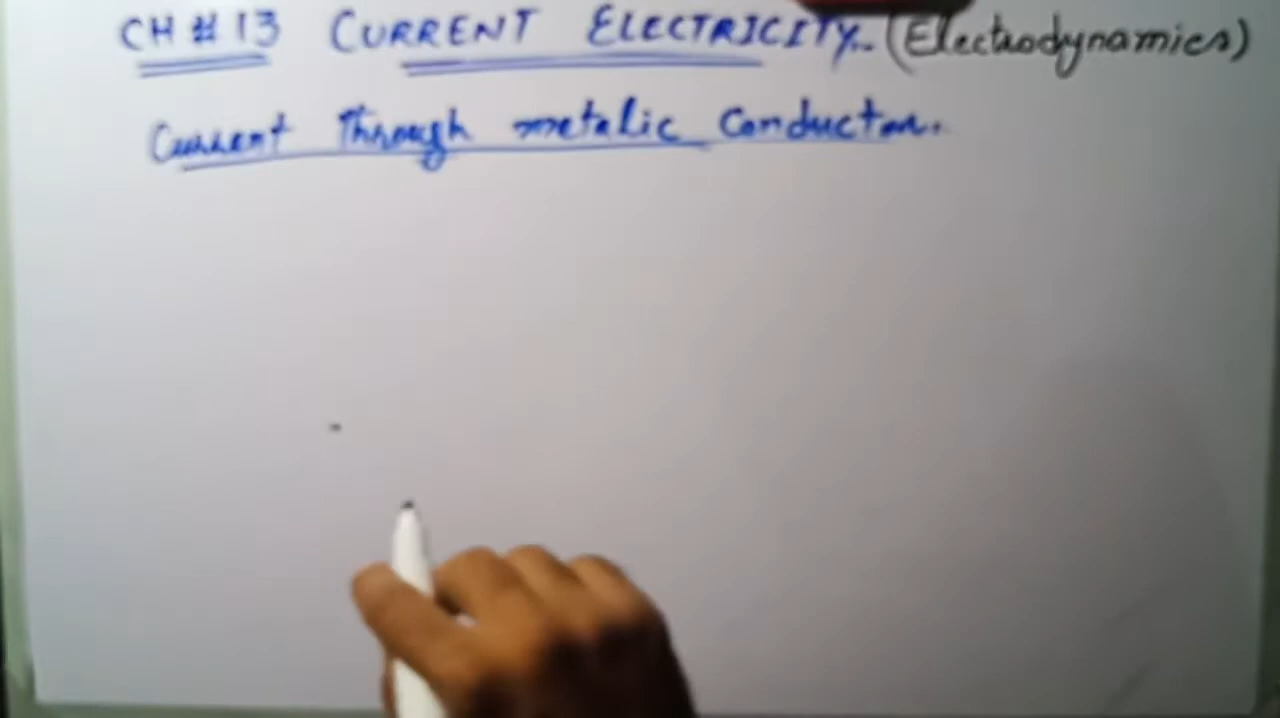 CH # 13 CURRENT ELECTRICITY. (Electrodynamics)
Current Through metalic Conductor.